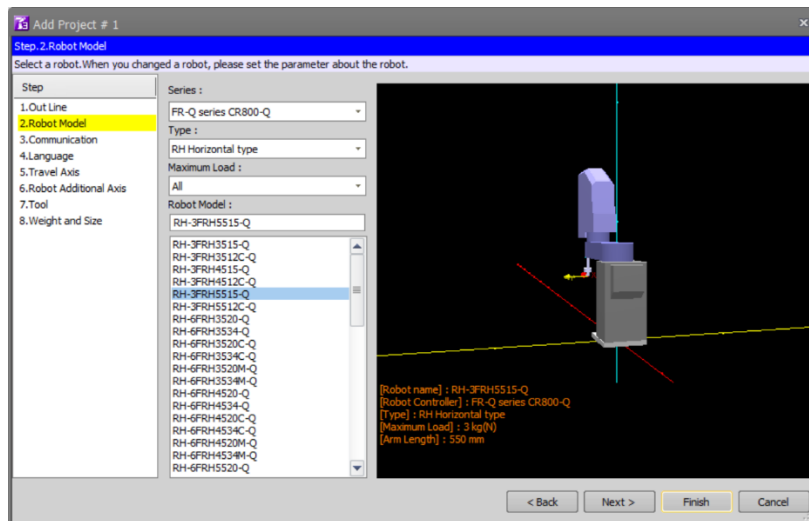 Add Project # 1
Step.2.Robot Model
Select a robot.When you changed a robot, please set the parameter about the robot.
Step
1.Out Line
2.Robot Model
3.Communication
4.Language
5.Travel Axis
6.Robot Additional Axis
7.Tool
8.Weight and Size
Series :
FR-Q series CR800-Q
Type :
RH Horizontal type
Maximum Load :
All
Robot Model :
RH-3FRH5515-Q
RH-3FRH3515-Q
RH-3FRH3512C-Q
RH-3FRH4515-Q
RH-3FRH4512C-Q
RH-3FRH5515-Q
RH-3FRH5512C-Q
RH-6FRH3520-Q
RH-6FRH3534-Q
RH-6FRH3520C-Q
RH-6FRH3534C-Q
RH-6FRH3520M-Q
RH-6FRH3534M-Q
RH-6FRH4520-Q
RH-6FRH4534-Q
RH-6FRH4520C-Q
RH-6FRH4534C-Q
RH-6FRH4520M-Q
RH-6FRH4534M-Q
RH-6FRH5520-Q
[Robot name] : RH-3FRH5515-Q
[Robot Controller] : FR-Q series CR800-Q
[Type] : RH Horizontal type
[Maximum Load] : 3 kg(N)
[Arm Length] : 550 mm
< Back
Next >
Finish
Cancel